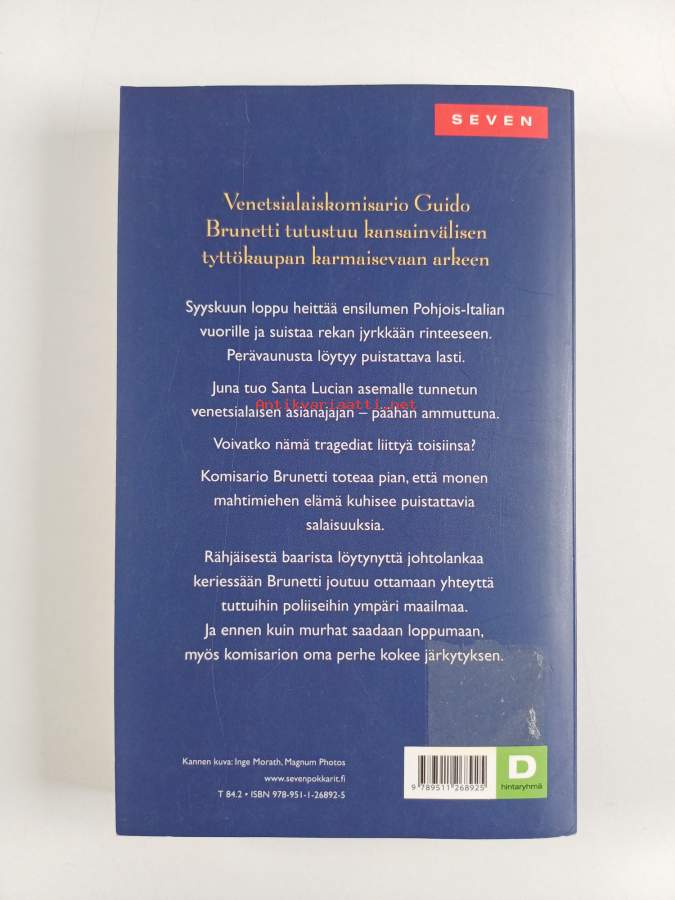 SEVEN
Venetsialaiskomisario Guido
Brunetti tutustuu kansainvälisen
tyttökaupan karmaisevaan arkeen
Syyskuun loppu heittää ensilumen Pohjois-Italian
vuorille ja suistaa rekan jyrkkään rinteeseen.
Perävaunusta löytyy puistattava lasti.
Juna tuo Santa Lucian asemalle tunnetun
Antikvariaatti.net
venetsialaisen asianajajan – päähän ammuttuna.
Voivatko nämä tragediat liittyä toisiinsa?
Komisario Brunetti toteaa pian, että monen
mahtimiehen elämä kuhisee puistattavia
salaisuuksia.
Rähjäisestä baarista löytynyttä johtolankaa
keriessään Brunetti joutuu ottamaan yhteyttä
tuttuihin poliiseihin ympäri maailmaa.
Ja ennen kuin murhat saadaan loppumaan,
myös komisarion oma perhe kokee järkytyksen.
Kannen kuva: Inge Morath, Magnum Photos
www.sevenpokkarit.fi
T 84.2 • ISBN 978-951-1-26892-5
9 789511 268925
D
hintaryhmä